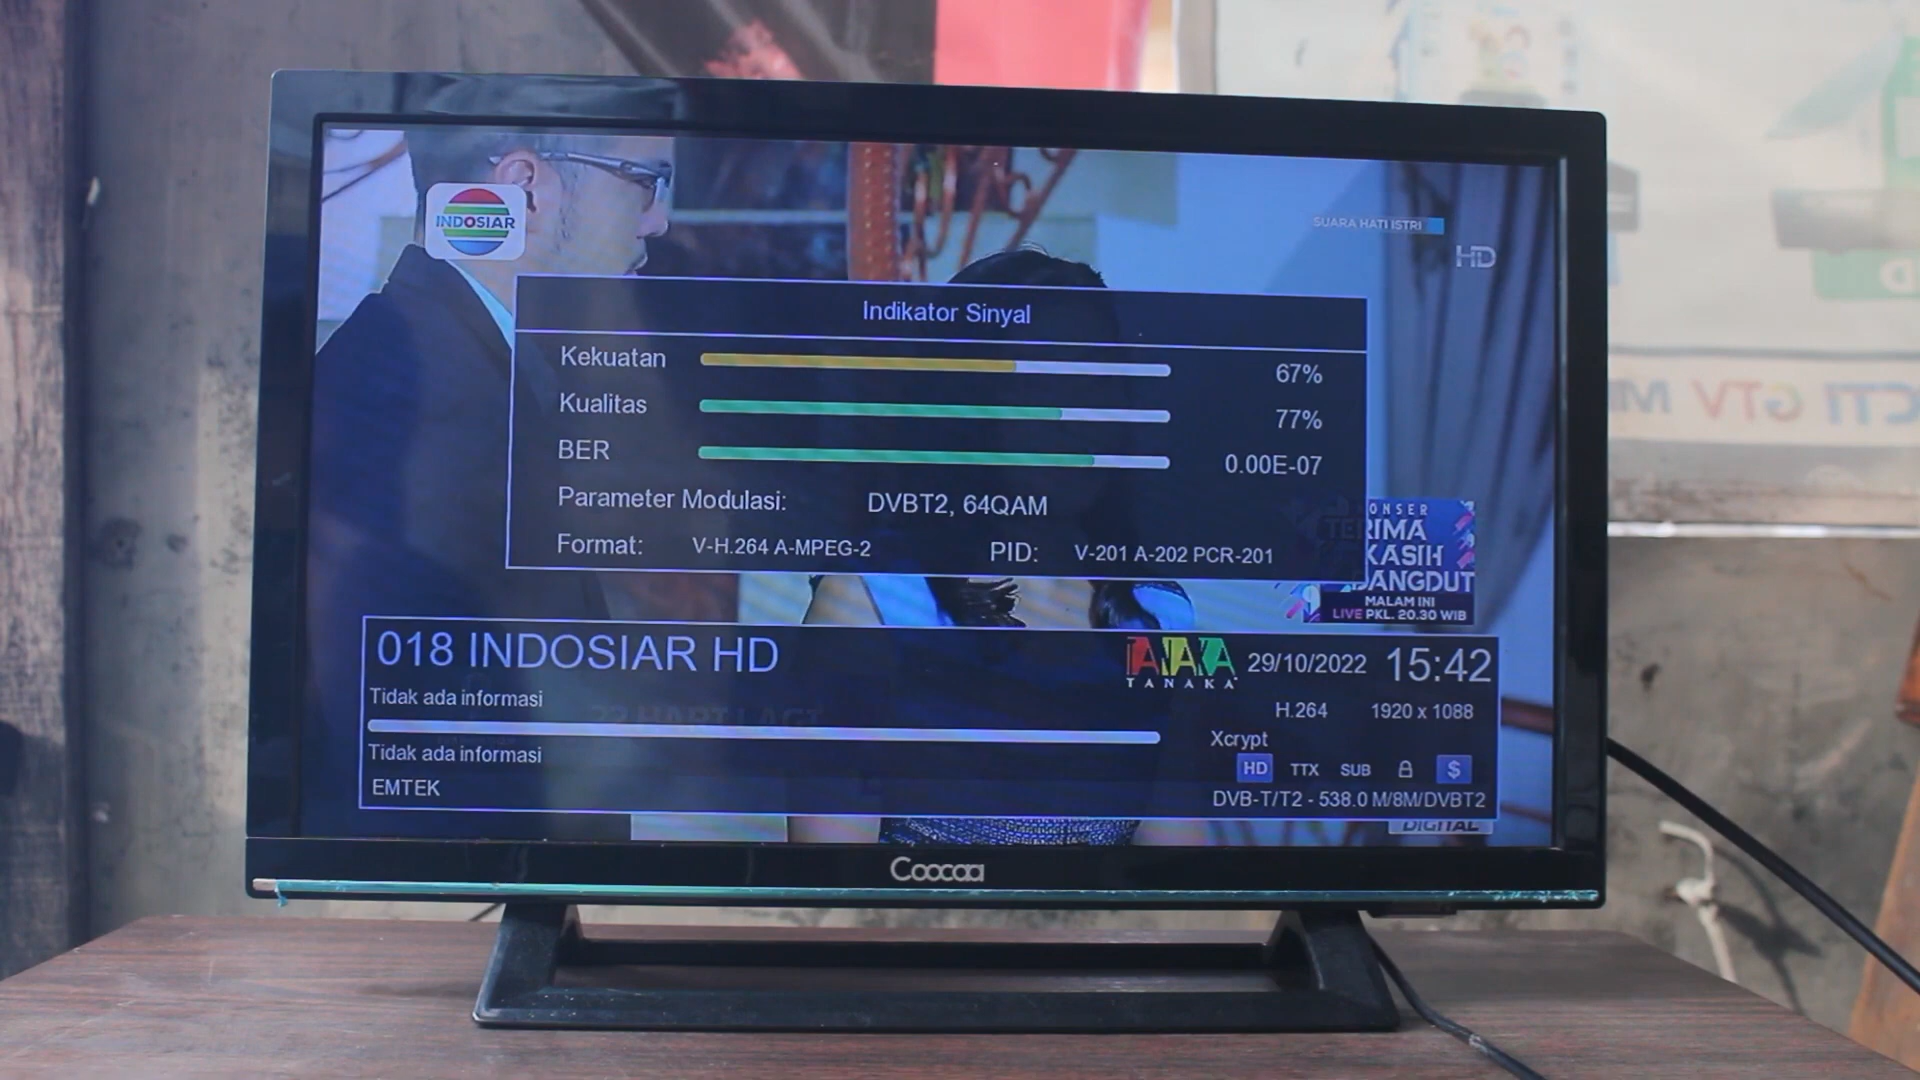 INDOSIAR
SUARA HATI ISTRI
HD
Indikator Sinyal
Kekuatan 67%
Kualitas 77%
BER 0.00E-07
Parameter Modulasi: DVBT2, 64QAM
Format: V-H.264 A-MPEG-2 PID: V-201 A-202 PCR-201
KASIH
MALAM INI
LIVE PKL. 20.30 WIB
018 INDOSIAR HD
TANAKA
TANAKA
29/10/2022 15:42
Tidak ada informasi
H.264 1920 x 1088
Tidak ada informasi
Xcrypt
HD TTX SUB $
EMTEK
DVB-T/T2 - 538.0 M/8M/DVBT2
DIGITAL
Coocaa
GTV